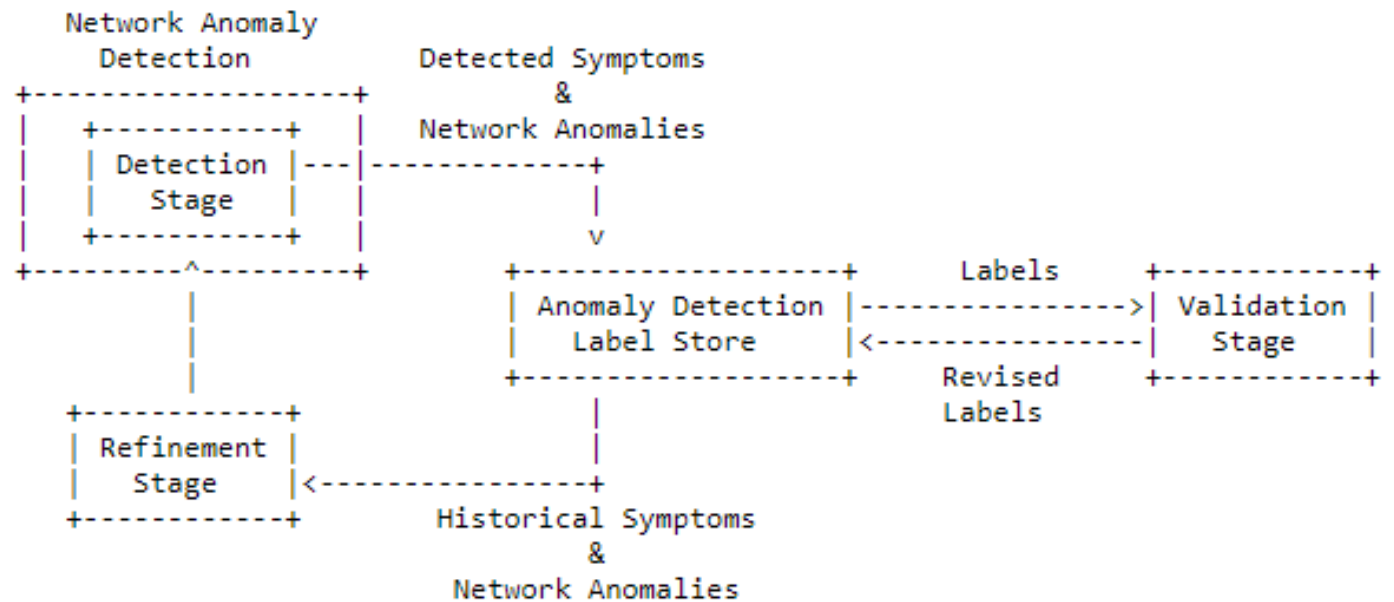 Network Anomaly
Detection
Detected Symptoms
&
Network Anomalies
Detection
Stage
Anomaly Detection
Label Store
Labels
Validation
Stage
Revised
Labels
Refinement
Stage
Historical Symptoms
&
Network Anomalies